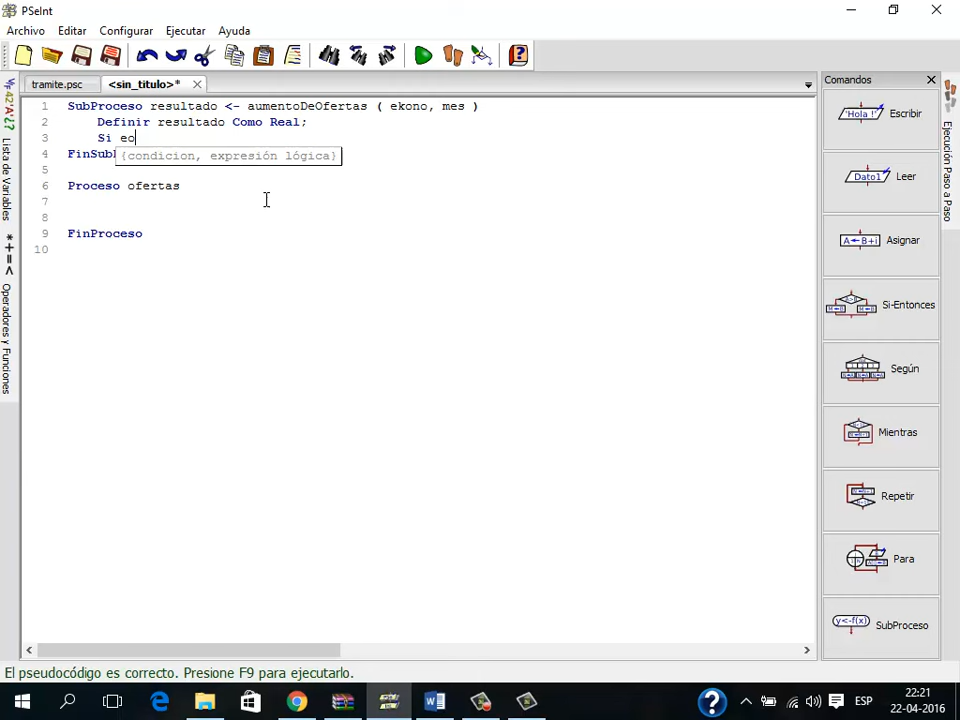 PSeInt
Archivo Editar Configurar Ejecutar Ayuda
tramite.psc <sin_titulo>*
1 SubProceso resultado <- aumentoDeOfertas ( ekono, mes )
2 Definir resultado Como Real;
3 Si eo
4 FinSub {condicion, expresión lógica}
5
6 Proceso ofertas
7
8
9 FinProceso
10
Lista de Variables
Operadores y Funciones
Comandos
'Hola !' Escribir
Dato1 Leer
A←B+i Asignar
Si-Entonces
Según
Mientras
Repetir
Para
y<-f(x) SubProceso
Ejecución Paso a Paso
El pseudocódigo es correcto. Presione F9 para ejecutarlo.
ESP
22:21
22-04-2016